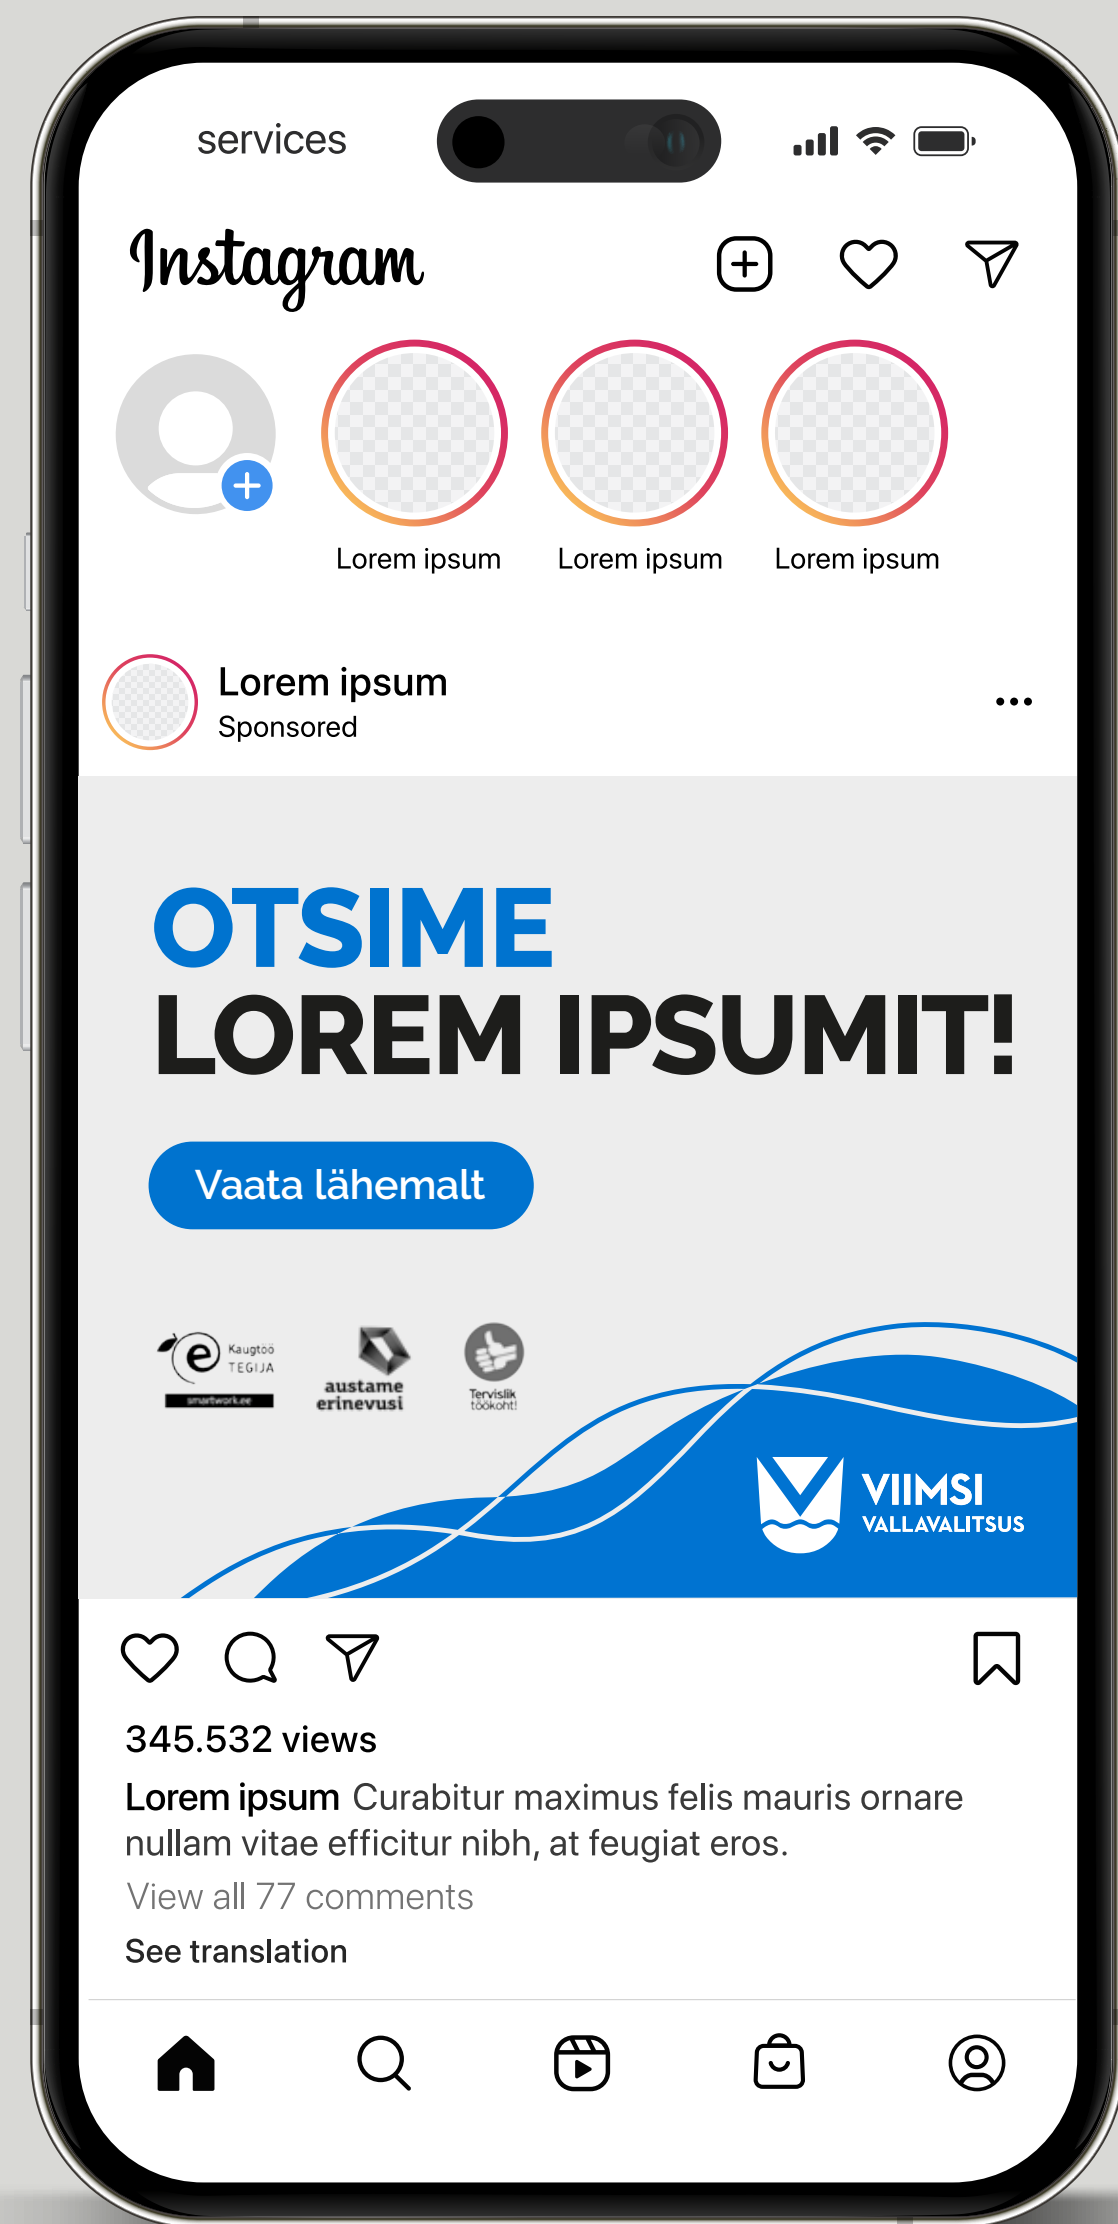 services
Instagram
Lorem ipsum
Lorem ipsum
Lorem ipsum
Lorem ipsum
Sponsored
OTSIME
LOREM IPSUMIT!
Vaata lähemalt
e
Kaugtöö
TEGIJA
smartwork.ee
austame
erinevusi
Tervislik
töökoht!
VIIMSI
VALLAVALITSUS
345.532 views
Lorem ipsum Curabitur maximus felis mauris ornare
nullam vitae efficitur nibh, at feugiat eros.
View all 77 comments
See translation